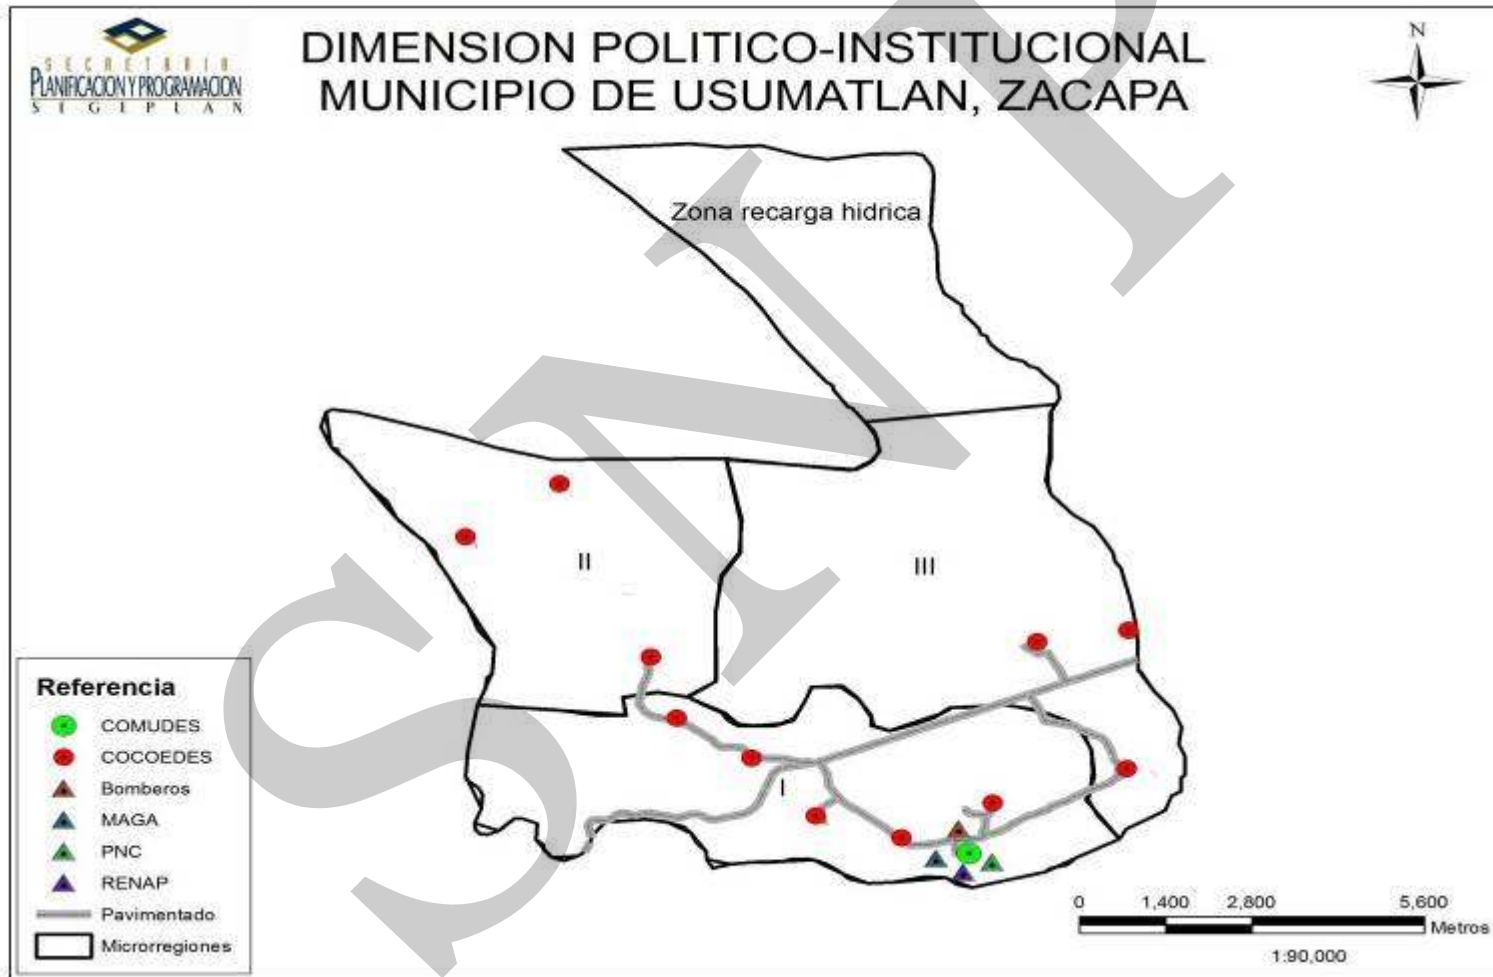 SECRETARIA
PLANIFICACION Y PROGRAMACION
SEGEPLAN
DIMENSION POLITICO-INSTITUCIONAL
MUNICIPIO DE USUMATLAN, ZACAPA
N
Zona recarga hidrica
II
III
I
Referencia
COMUDES
COCOEDES
Bomberos
MAGA
PNC
RENAP
Pavimentado
Microrregiones
0 1,400 2,800 5,600
Metros
1:90,000
SNIP